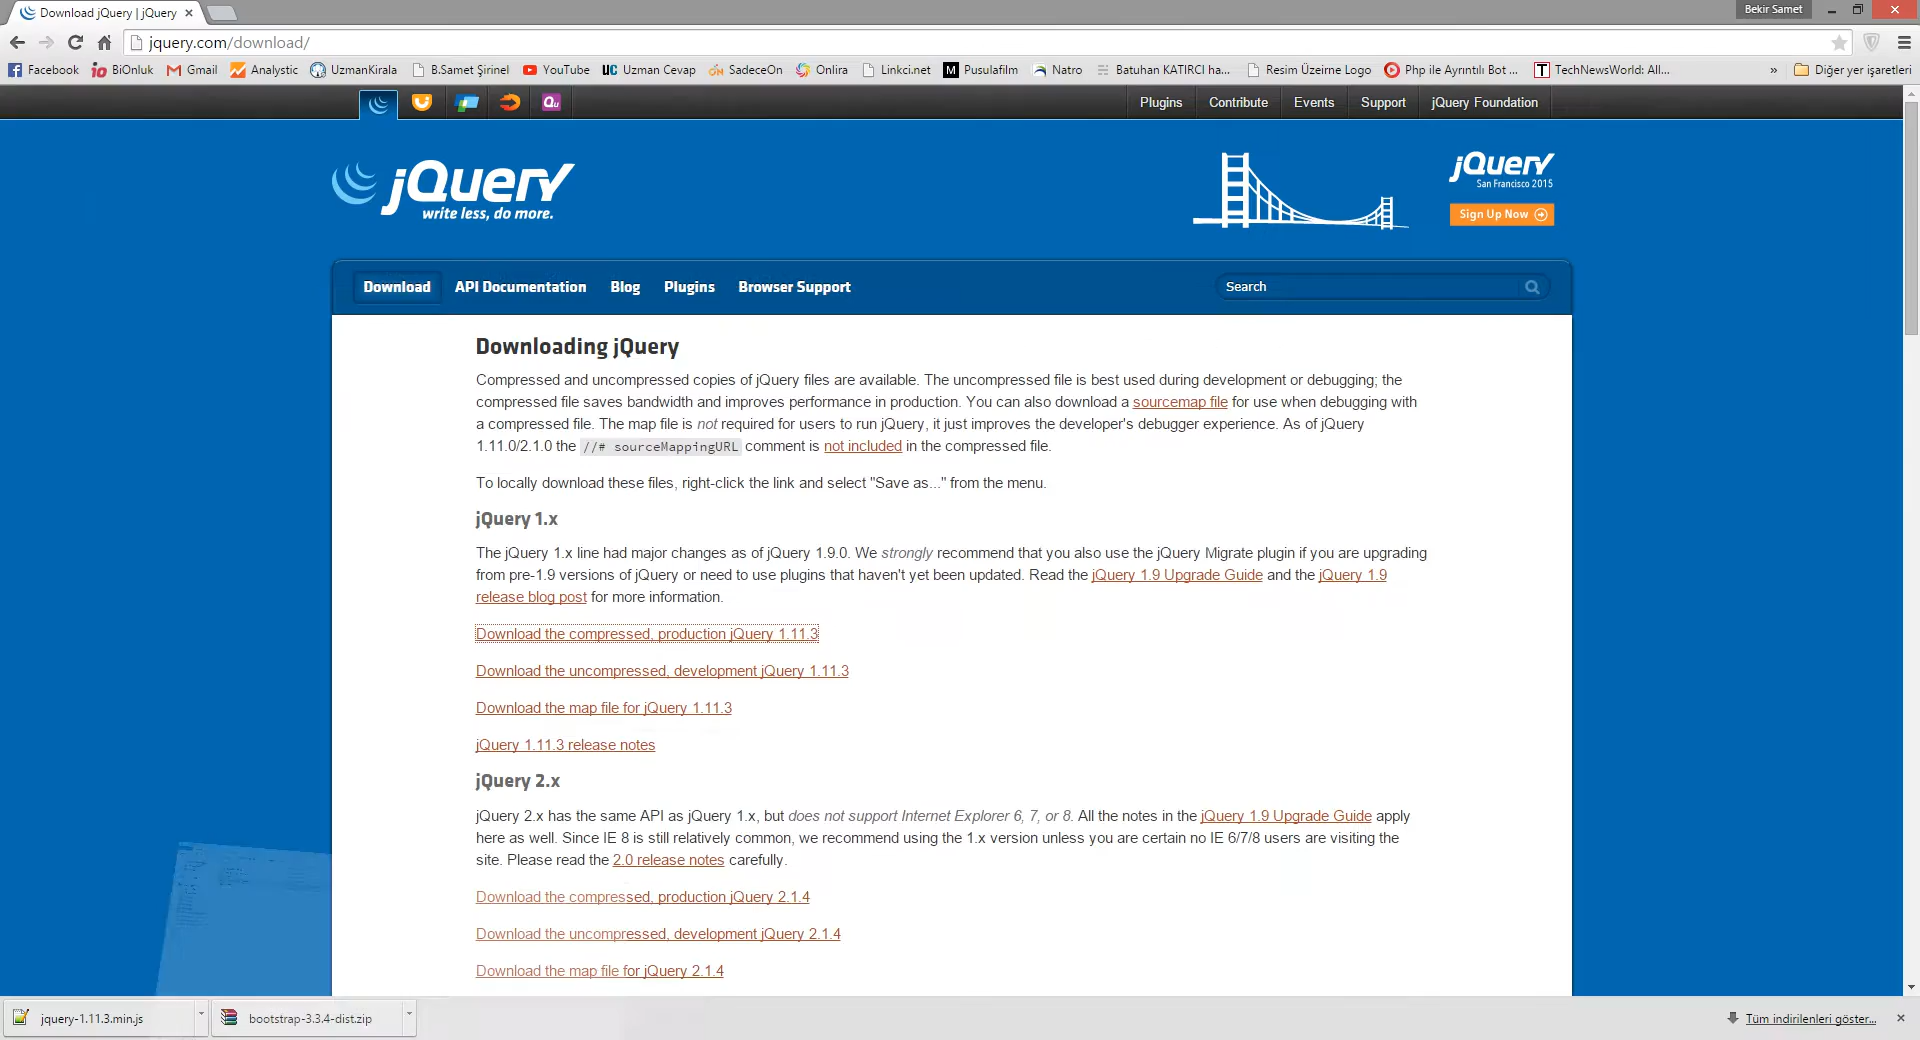 Download jQuery | jQuery
Bekir Samet
jquery.com/download/
Facebook BiOnluk Gmail Analystic UzmanKirala B.Samet Şirinel YouTube UC Uzman Cevap SadeceOn Onlira Linkci.net M Pusulafilm Natro Batuhan KATIRCI ha... Resim Üzeirne Logo Php ile Ayrıntılı Bot ... T TechNewsWorld: All... » Diğer yer işaretleri
Qu Plugins Contribute Events Support jQuery Foundation
jQuery
write less, do more.
jQuery
San Francisco 2015
Sign Up Now
Download API Documentation Blog Plugins Browser Support Search
Downloading jQuery
Compressed and uncompressed copies of jQuery files are available. The uncompressed file is best used during development or debugging; the
compressed file saves bandwidth and improves performance in production. You can also download a sourcemap file for use when debugging with
a compressed file. The map file is not required for users to run jQuery, it just improves the developer's debugger experience. As of jQuery
1.11.0/2.1.0 the //# sourceMappingURL comment is not included in the compressed file.
To locally download these files, right-click the link and select "Save as..." from the menu.
jQuery 1.x
The jQuery 1.x line had major changes as of jQuery 1.9.0. We strongly recommend that you also use the jQuery Migrate plugin if you are upgrading
from pre-1.9 versions of jQuery or need to use plugins that haven't yet been updated. Read the jQuery 1.9 Upgrade Guide and the jQuery 1.9
release blog post for more information.
Download the compressed, production jQuery 1.11.3
Download the uncompressed, development jQuery 1.11.3
Download the map file for jQuery 1.11.3
jQuery 1.11.3 release notes
jQuery 2.x
jQuery 2.x has the same API as jQuery 1.x, but does not support Internet Explorer 6, 7, or 8. All the notes in the jQuery 1.9 Upgrade Guide apply
here as well. Since IE 8 is still relatively common, we recommend using the 1.x version unless you are certain no IE 6/7/8 users are visiting the
site. Please read the 2.0 release notes carefully.
Download the compressed, production jQuery 2.1.4
Download the uncompressed, development jQuery 2.1.4
Download the map file for jQuery 2.1.4
jquery-1.11.3.min.js bootstrap-3.3.4-dist.zip Tüm indirilenleri göster...